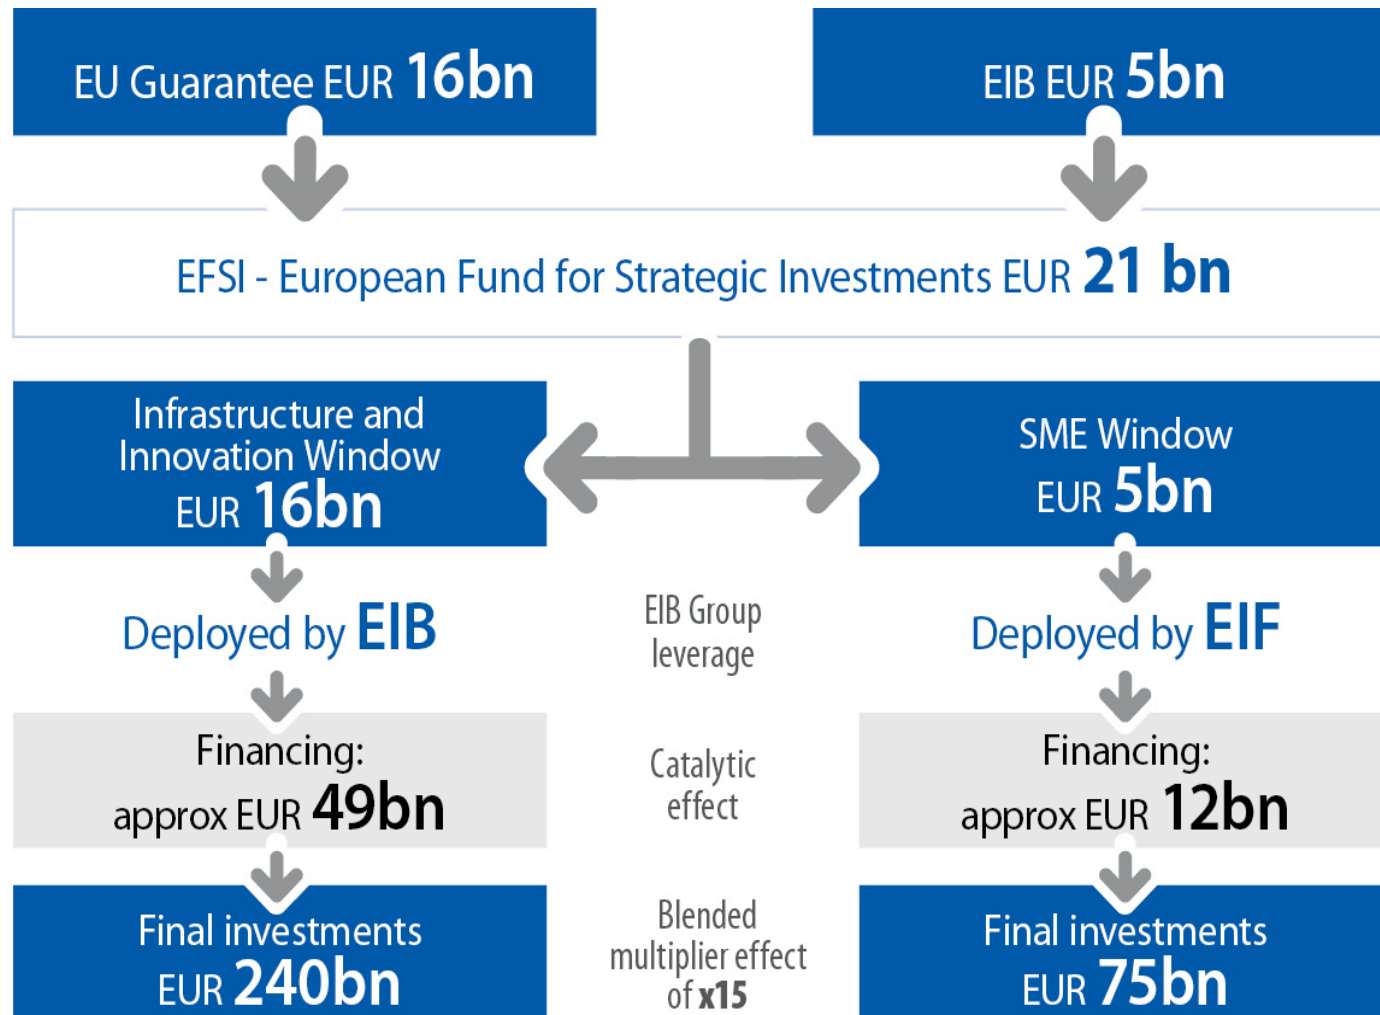 EU Guarantee EUR 16bn
EIB EUR 5bn
EFSI - European Fund for Strategic Investments EUR 21 bn
Infrastructure and
Innovation Window
EUR 16bn
SME Window
EUR 5bn
Deployed by EIB
EIB Group
leverage
Deployed by EIF
Financing:
approx EUR 49bn
Catalytic
effect
Financing:
approx EUR 12bn
Final investments
EUR 240bn
Blended
multiplier effect
of x15
Final investments
EUR 75bn